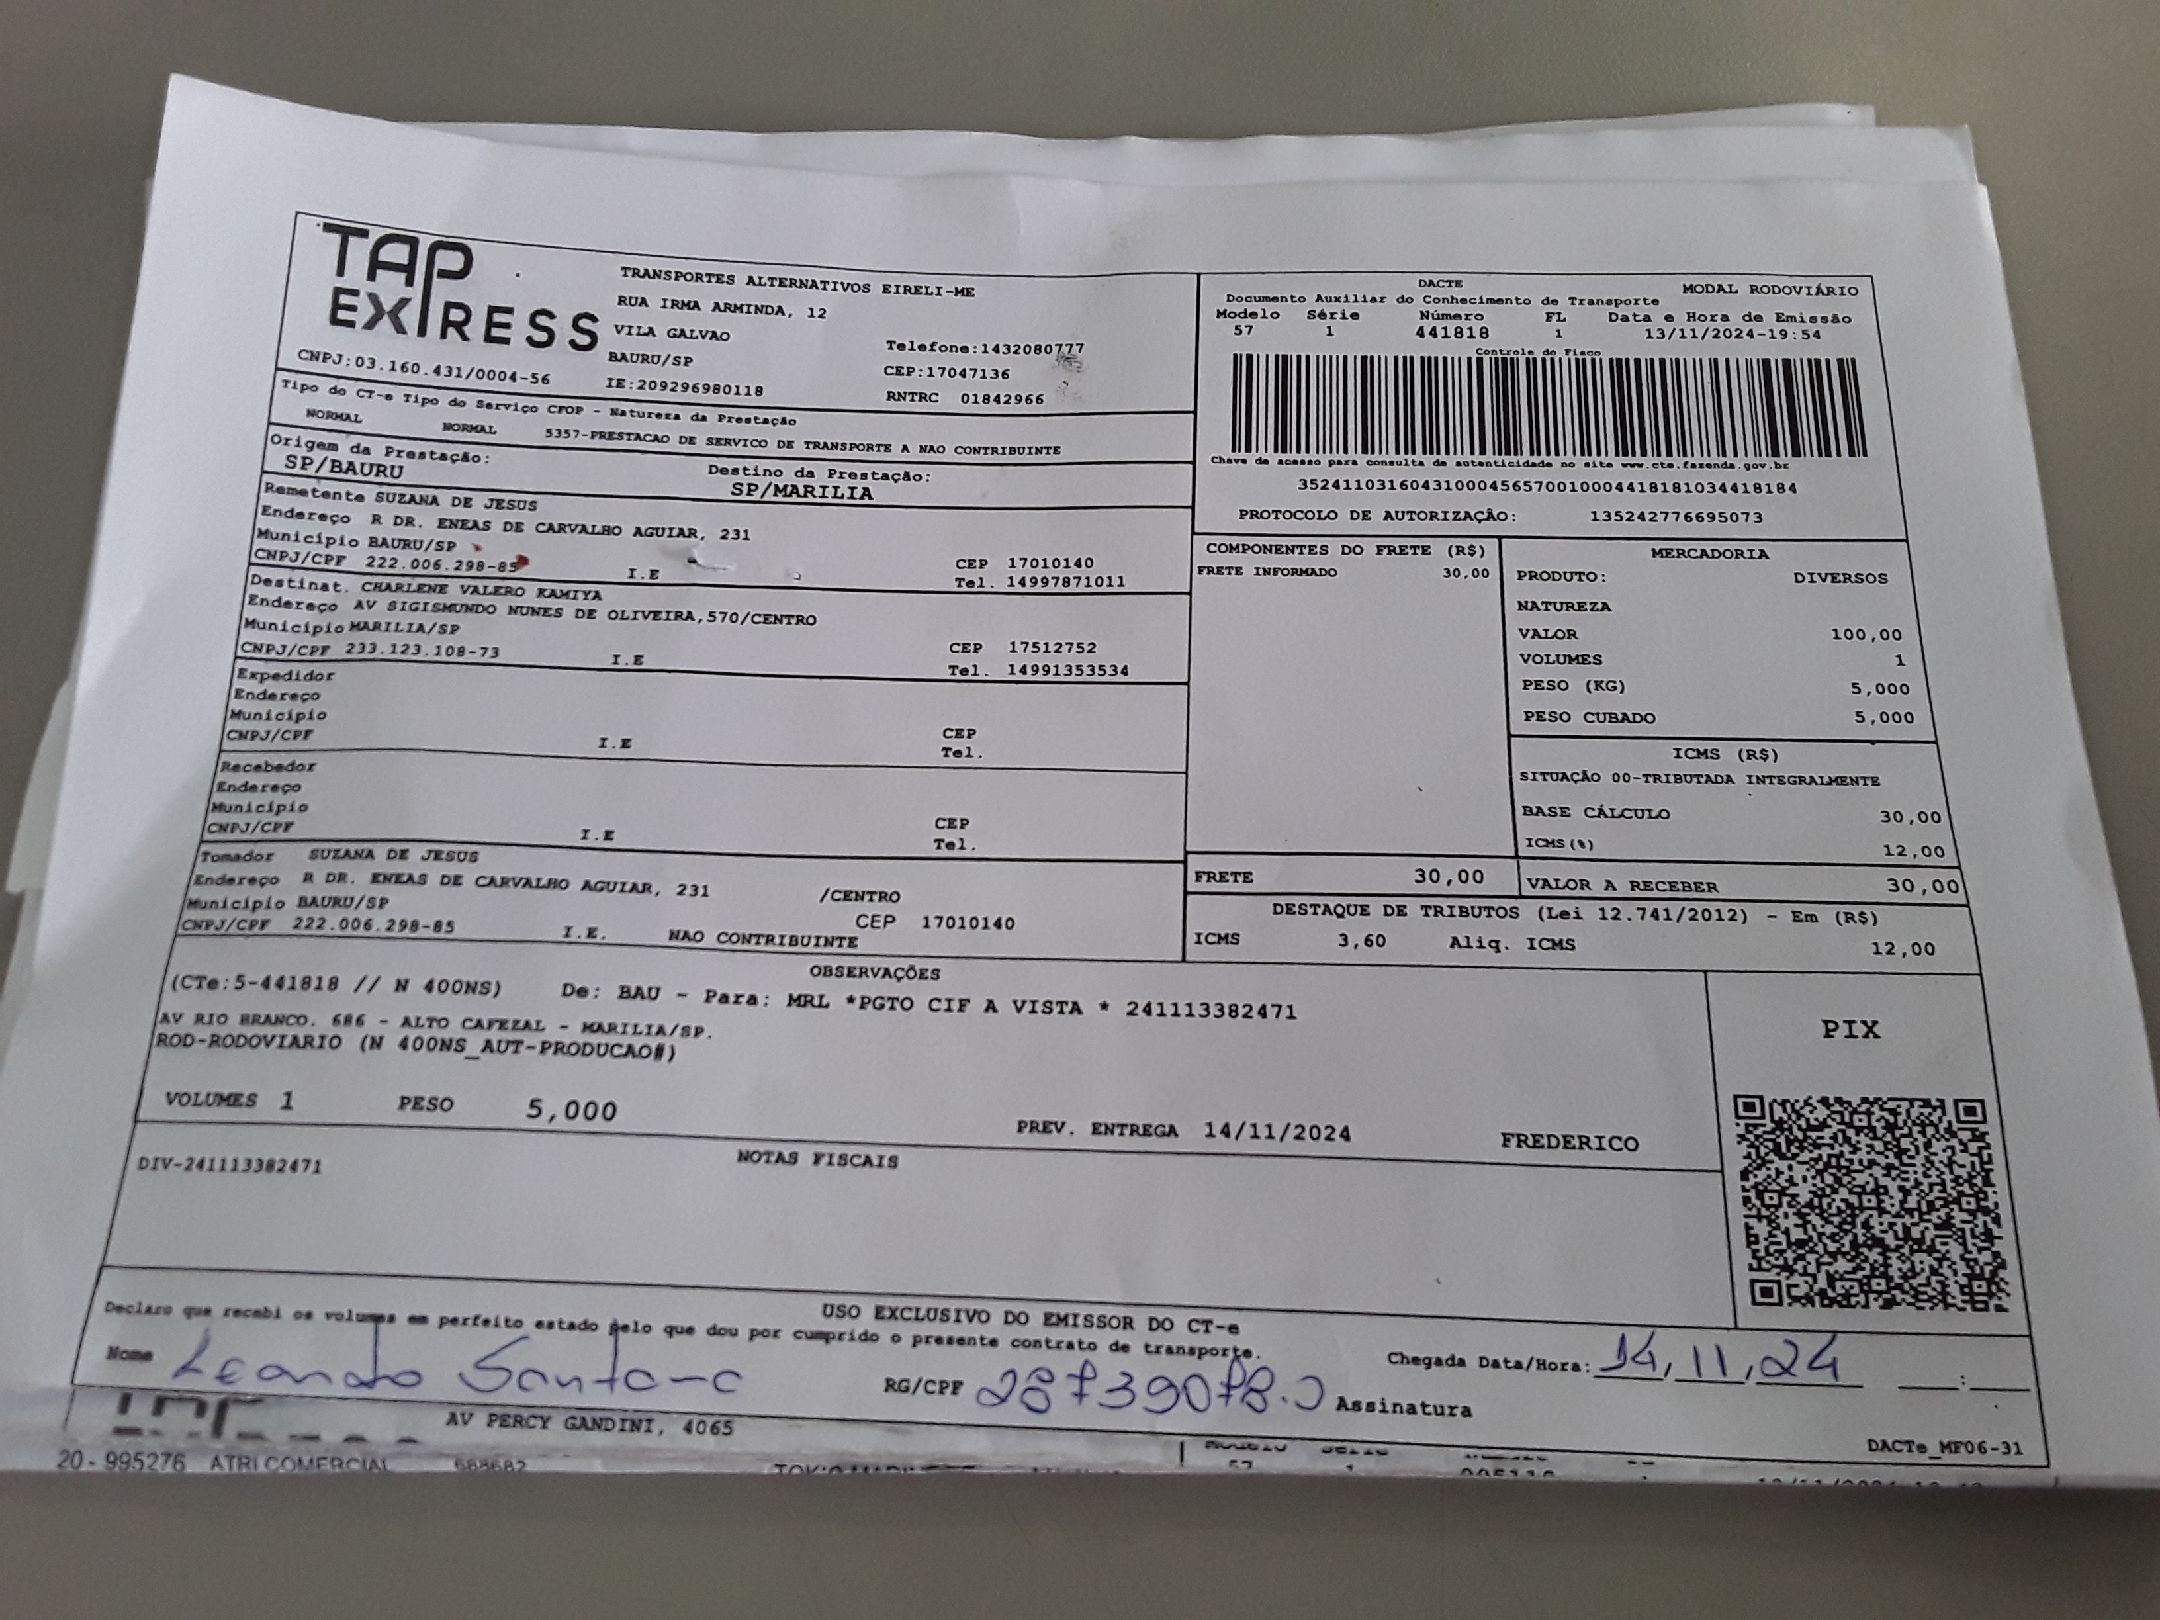 TAP
EXPRESS
TRANSPORTES ALTERNATIVOS EIRELI-ME
RUA IRMA ARMINDA, 12
VILA GALVAO
Telefone:1432080777
BAURU/SP
CEP:17047136
CNPJ:03.160.431/0004-56
IE:209296980118
RNTRC 01842966
DACTE
MODAL RODOVIÁRIO
Documento Auxiliar do Conhecimento de Transporte
Modelo Série Número FL Data e Hora de Emissão
57 1 441818 1 13/11/2024-19:54
Controle do Fisco
Chave de acesso para consulta de autenticidade no site www.cte.fazenda.gov.br
35241103160431000456570010004418181034418184
PROTOCOLO DE AUTORIZAÇÃO: 135242776695073
Tipo do CT-e Tipo do Serviço CFOP - Natureza da Prestação
NORMAL NORMAL 5357-PRESTACAO DE SERVICO DE TRANSPORTE A NAO CONTRIBUINTE
Origem da Prestação: Destino da Prestação:
SP/BAURU SP/MARILIA
Remetente SUZANA DE JESUS
Endereço R DR. ENEAS DE CARVALHO AGUIAR, 231
Município BAURU/SP CEP 17010140
CNPJ/CPF 222.006.298-85 I.E Tel. 14997871011
Destinat. CHARLENE VALERO KAMIYA
Endereço AV SIGISMUNDO NUNES DE OLIVEIRA,570/CENTRO
Município MARILIA/SP CEP 17512752
CNPJ/CPF 233.123.108-73 I.E Tel. 14991353534
Expedidor
Endereço
Município CEP
CNPJ/CPF I.E Tel.
Recebedor
Endereço
Município CEP
CNPJ/CPF I.E Tel.
Tomador SUZANA DE JESUS
Endereço R DR. ENEAS DE CARVALHO AGUIAR, 231 /CENTRO
Município BAURU/SP CEP 17010140
CNPJ/CPF 222.006.298-85 I.E. NAO CONTRIBUINTE
COMPONENTES DO FRETE (R$)
FRETE INFORMADO 30,00
MERCADORIA
PRODUTO: DIVERSOS
NATUREZA
VALOR 100,00
VOLUMES 1
PESO (KG) 5,000
PESO CUBADO 5,000
ICMS (R$)
SITUAÇÃO 00-TRIBUTADA INTEGRALMENTE
BASE CÁLCULO 30,00
ICMS(%) 12,00
FRETE 30,00 VALOR A RECEBER 30,00
DESTAQUE DE TRIBUTOS (Lei 12.741/2012) - Em (R$)
ICMS 3,60 Aliq. ICMS 12,00
OBSERVAÇÕES
(CTe:5-441818 // N 400NS) De: BAU - Para: MRL *PGTO CIF A VISTA * 241113382471
AV RIO BRANCO. 686 - ALTO CAFEZAL - MARILIA/SP.
ROD-RODOVIARIO (N 400NS_AUT-PRODUCAO#)
VOLUMES 1 PESO 5,000 PREV. ENTREGA 14/11/2024 FREDERICO
PIX
NOTAS FISCAIS
DIV-241113382471
USO EXCLUSIVO DO EMISSOR DO CT-e
Declaro que recebi os volumes em perfeito estado pelo que dou por cumprido o presente contrato de transporte.
Nome Leandro Santana RG/CPF Assinatura
Chegada Data/Hora: 14,11,24 :
DACTe_MF06-31
AV PERCY GANDINI, 4065
20-995276 ATRI COMERCIAL 688682
57 1